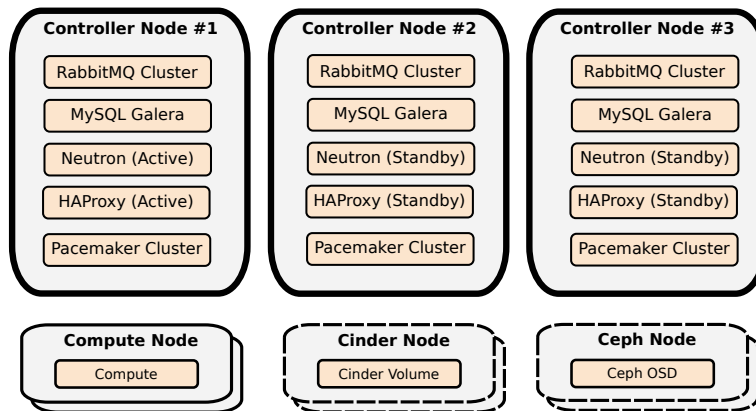 Controller Node #1
RabbitMQ Cluster
MySQL Galera
Neutron (Active)
HAProxy (Active)
Pacemaker Cluster
Controller Node #2
RabbitMQ Cluster
MySQL Galera
Neutron (Standby)
HAProxy (Standby)
Pacemaker Cluster
Controller Node #3
RabbitMQ Cluster
MySQL Galera
Neutron (Standby)
HAProxy (Standby)
Pacemaker Cluster
Compute Node
Compute
Cinder Node
Cinder Volume
Ceph Node
Ceph OSD